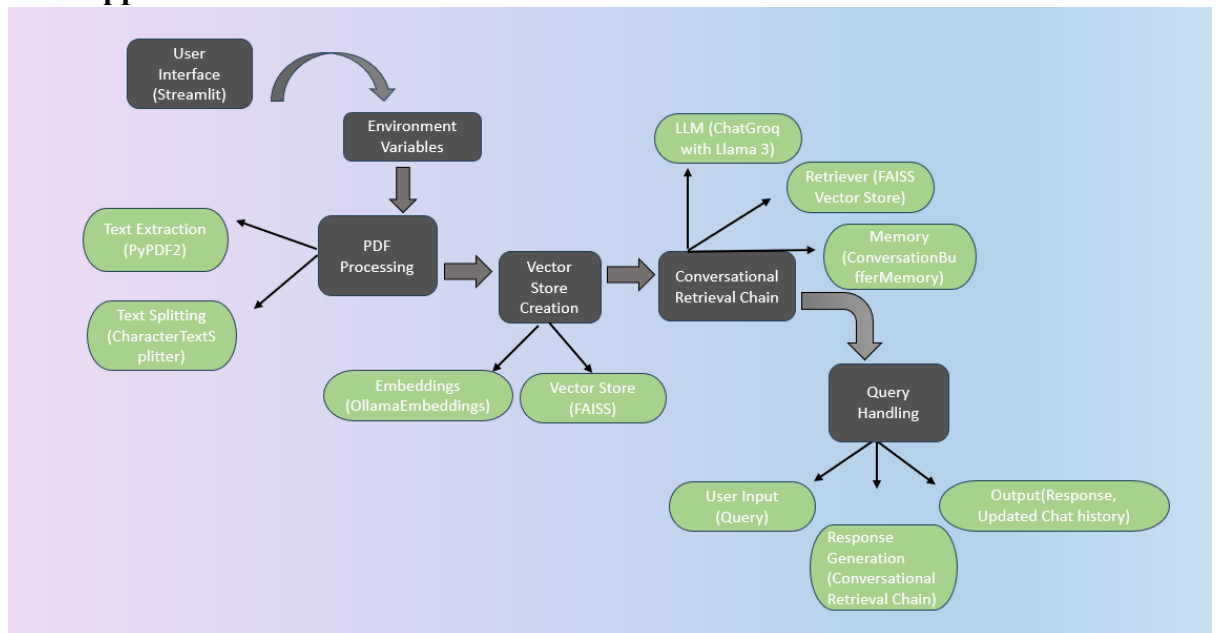 User
Interface
(Streamlit)
Environment
Variables
LLM (ChatGroq
with Llama 3)
Retriever (FAISS
Vector Store)
Text Extraction
(PyPDF2)
PDF
Processing
Memory
(ConversationBu
fferMemory)
Vector
Store
Creation
Conversational
Retrieval Chain
Text Splitting
(CharacterTextS
plitter)
Embeddings
(OllamaEmbeddings)
Vector Store
(FAISS)
Query
Handling
User Input
(Query)
Output(Response,
Updated Chat history)
Response
Generation
(Conversational
Retrieval Chain)